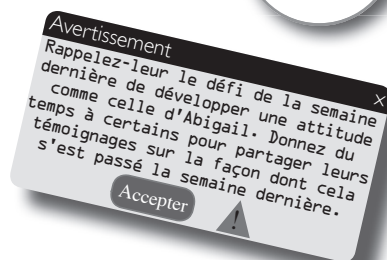 Avertissement
Rappelez-leur le défi de la semaine
dernière de développer une attitude
comme celle d'Abigail. Donnez du
temps à certains pour partager leurs
témoignages sur la façon dont cela
s'est passé la semaine dernière.
Accepter